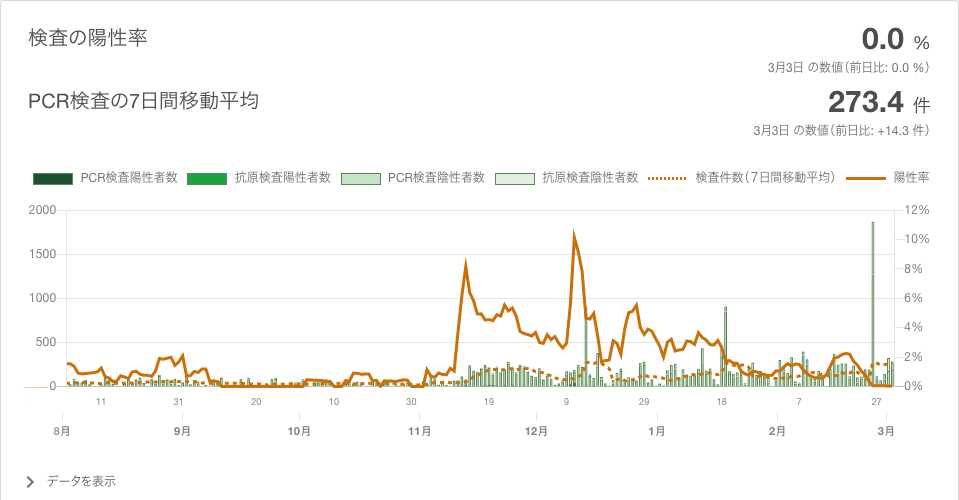 検査の陽性率
0.0 %
3月3日 の数値（前日比: 0.0 %）
PCR検査の7日間移動平均
273.4 件
3月3日 の数値（前日比: +14.3 件）
PCR検査陽性者数 抗原検査陽性者数 PCR検査陰性者数 抗原検査陰性者数 検査件数（7日間移動平均） 陽性率
2000 12%
10%
1500
8%
1000 6%
4%
500
2%
0 0%
11 31 20 10 30 19 9 29 18 7 27
8月 9月 10月 11月 12月 1月 2月 3月
データを表示